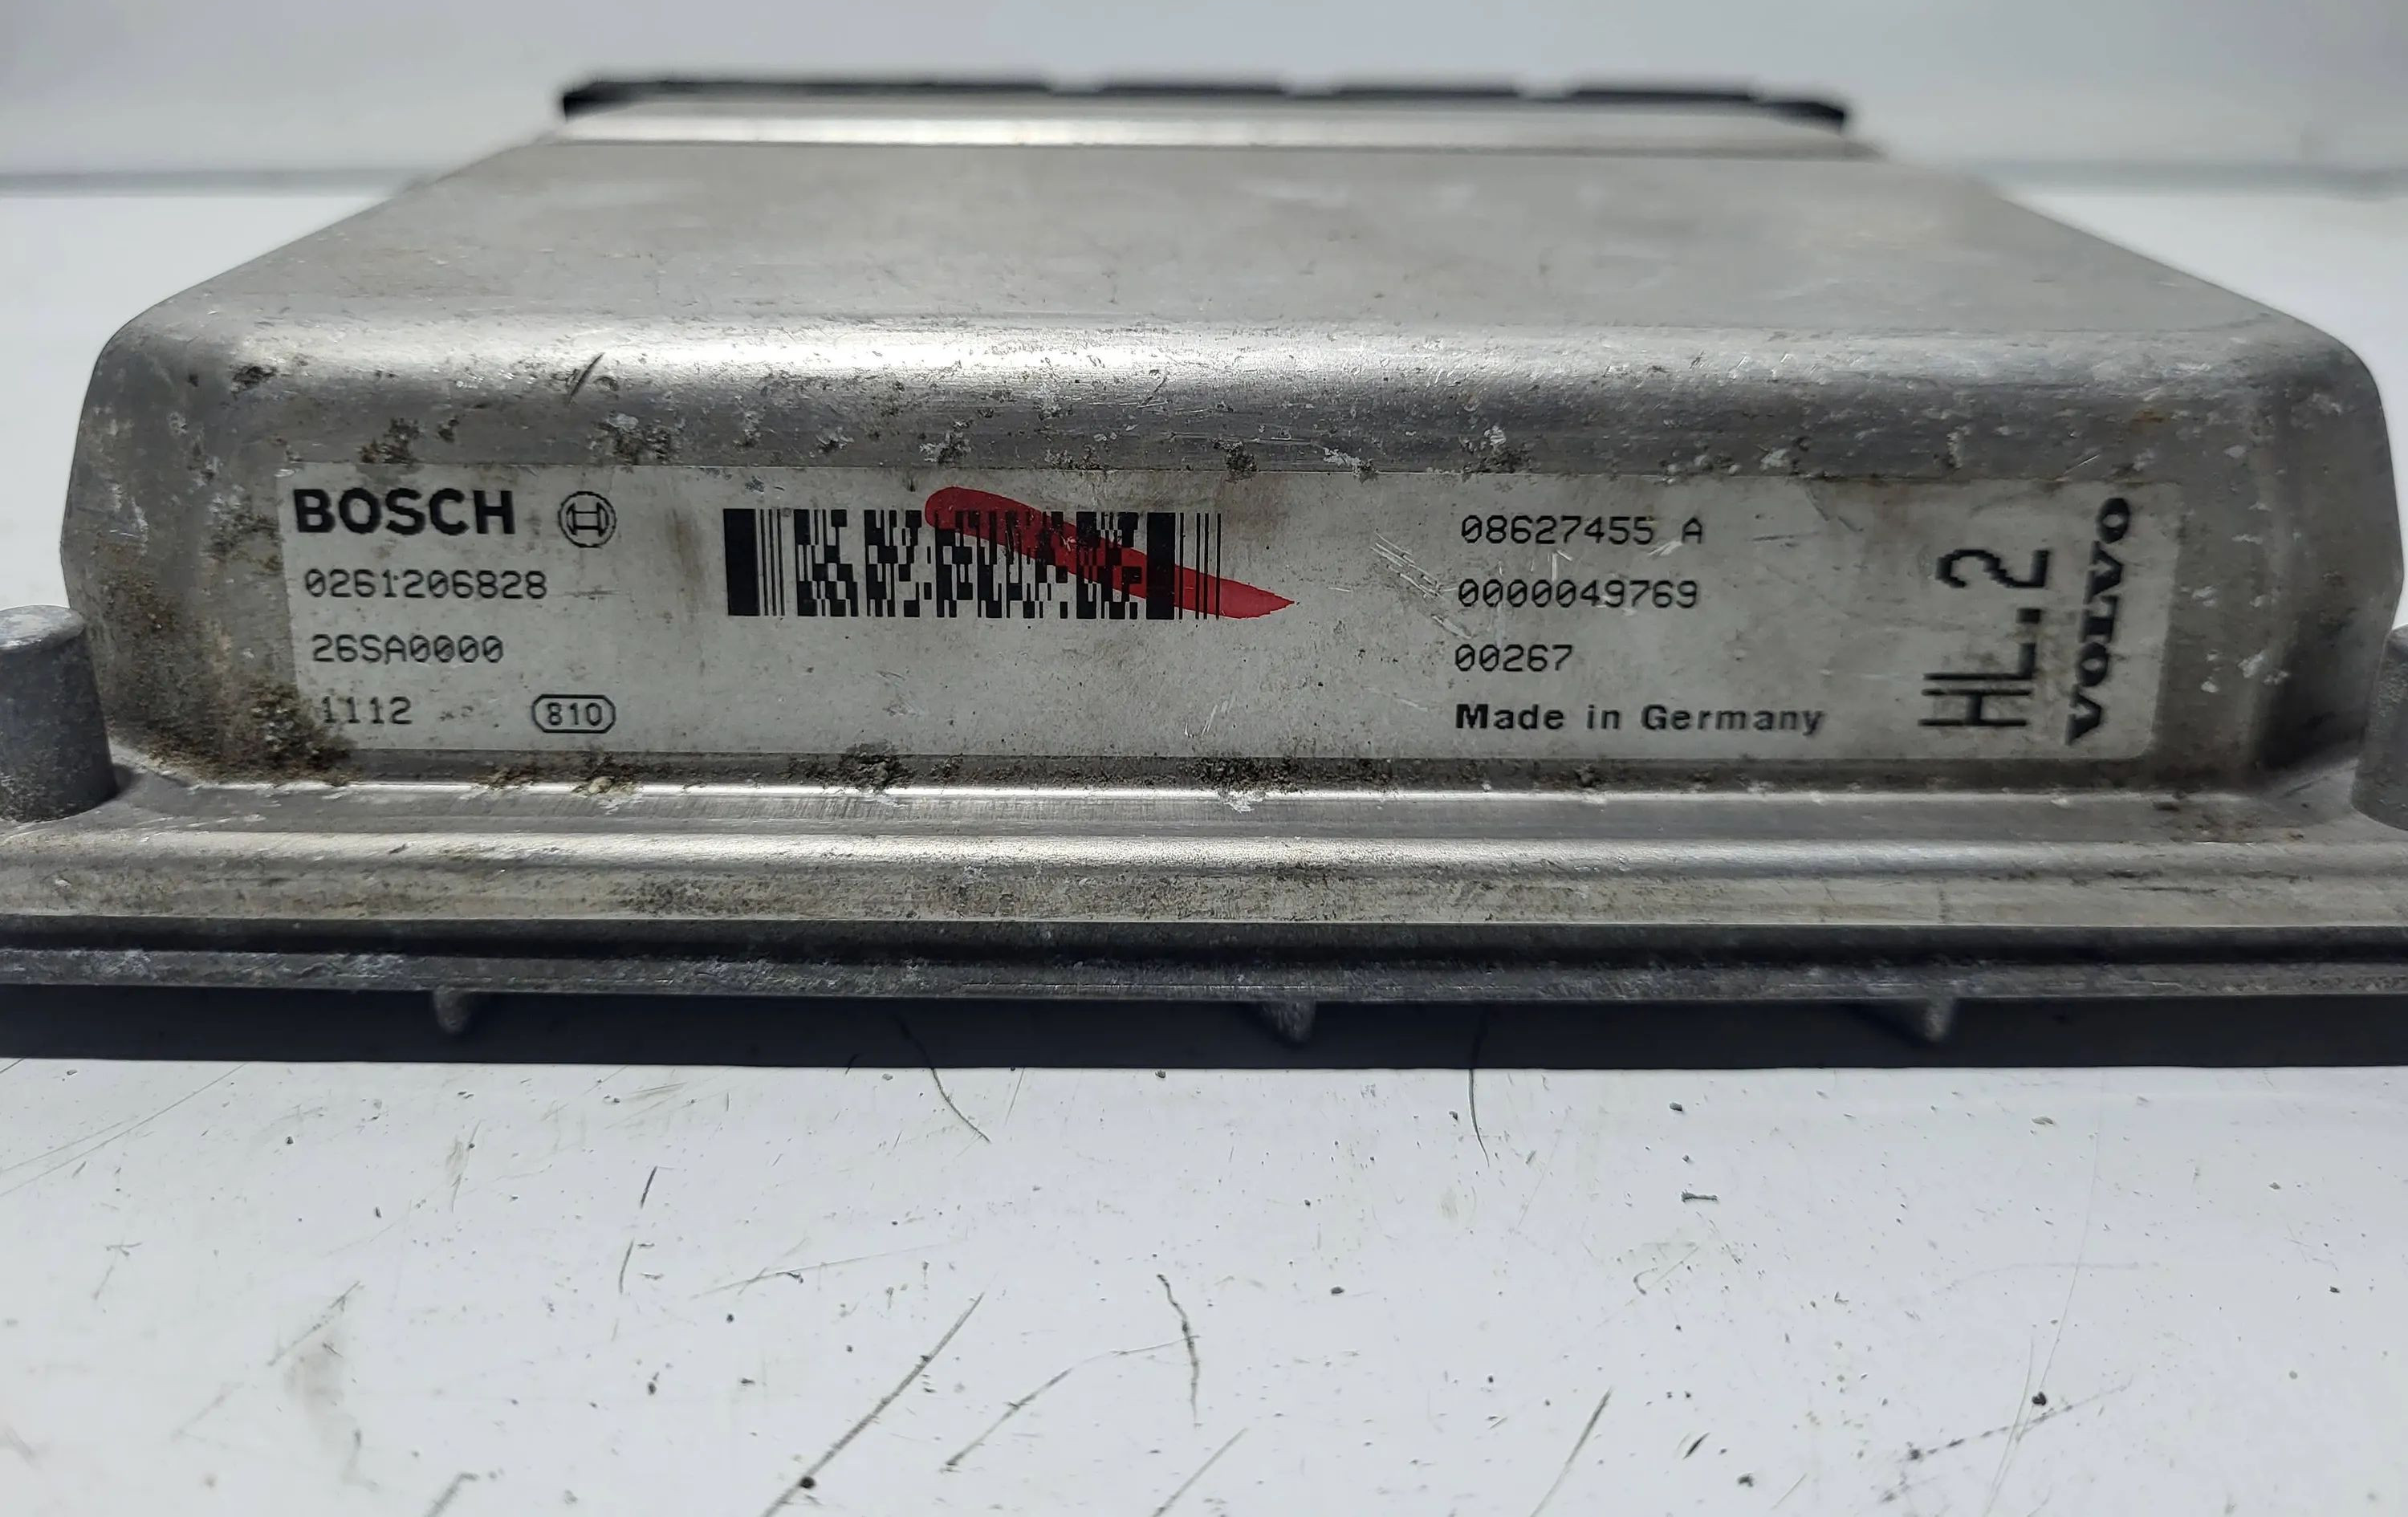 BOSCH
0261206828
26SA0000
1112
810
08627455 A
0000049769
00267
Made in Germany
HL.2
VOLVO